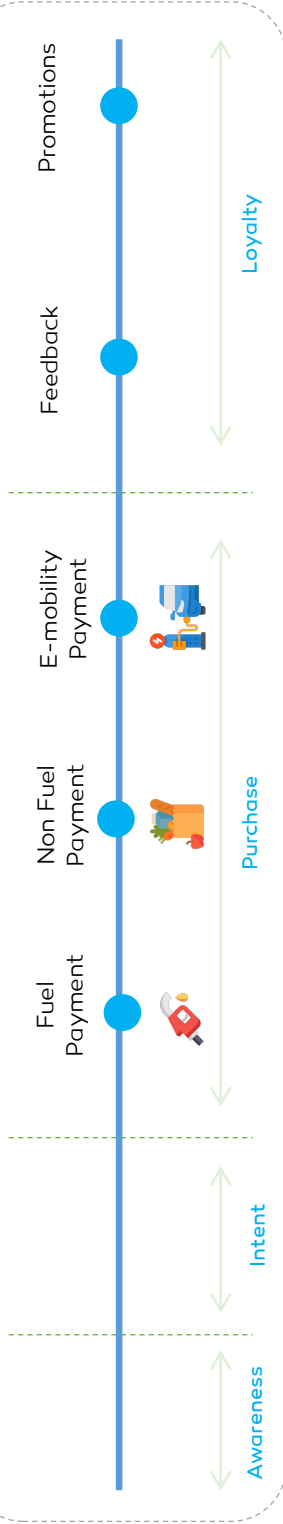 Fuel
Payment
Non Fuel
Payment
E-mobility
Payment
Feedback
Promotions
Awareness
Intent
Purchase
Loyalty